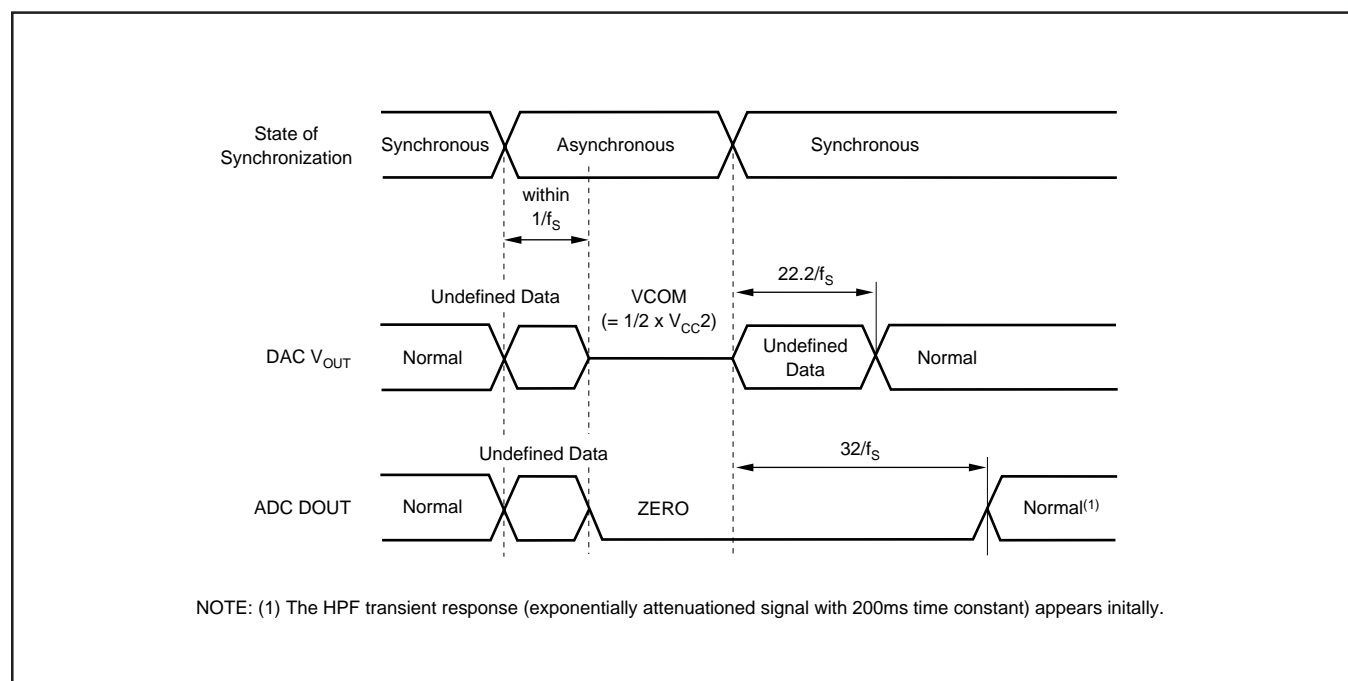 State of
Synchronization
Synchronous
Asynchronous
Synchronous
within
1/fS
22.2/fS
Undefined Data
VCOM
(= 1/2 x VCC2)
DAC VOUT
Normal
Undefined
Data
Normal
Undefined Data
32/fS
ADC DOUT
Normal
ZERO
Normal(1)
NOTE: (1) The HPF transient response (exponentially attenuationed signal with 200ms time constant) appears initally.